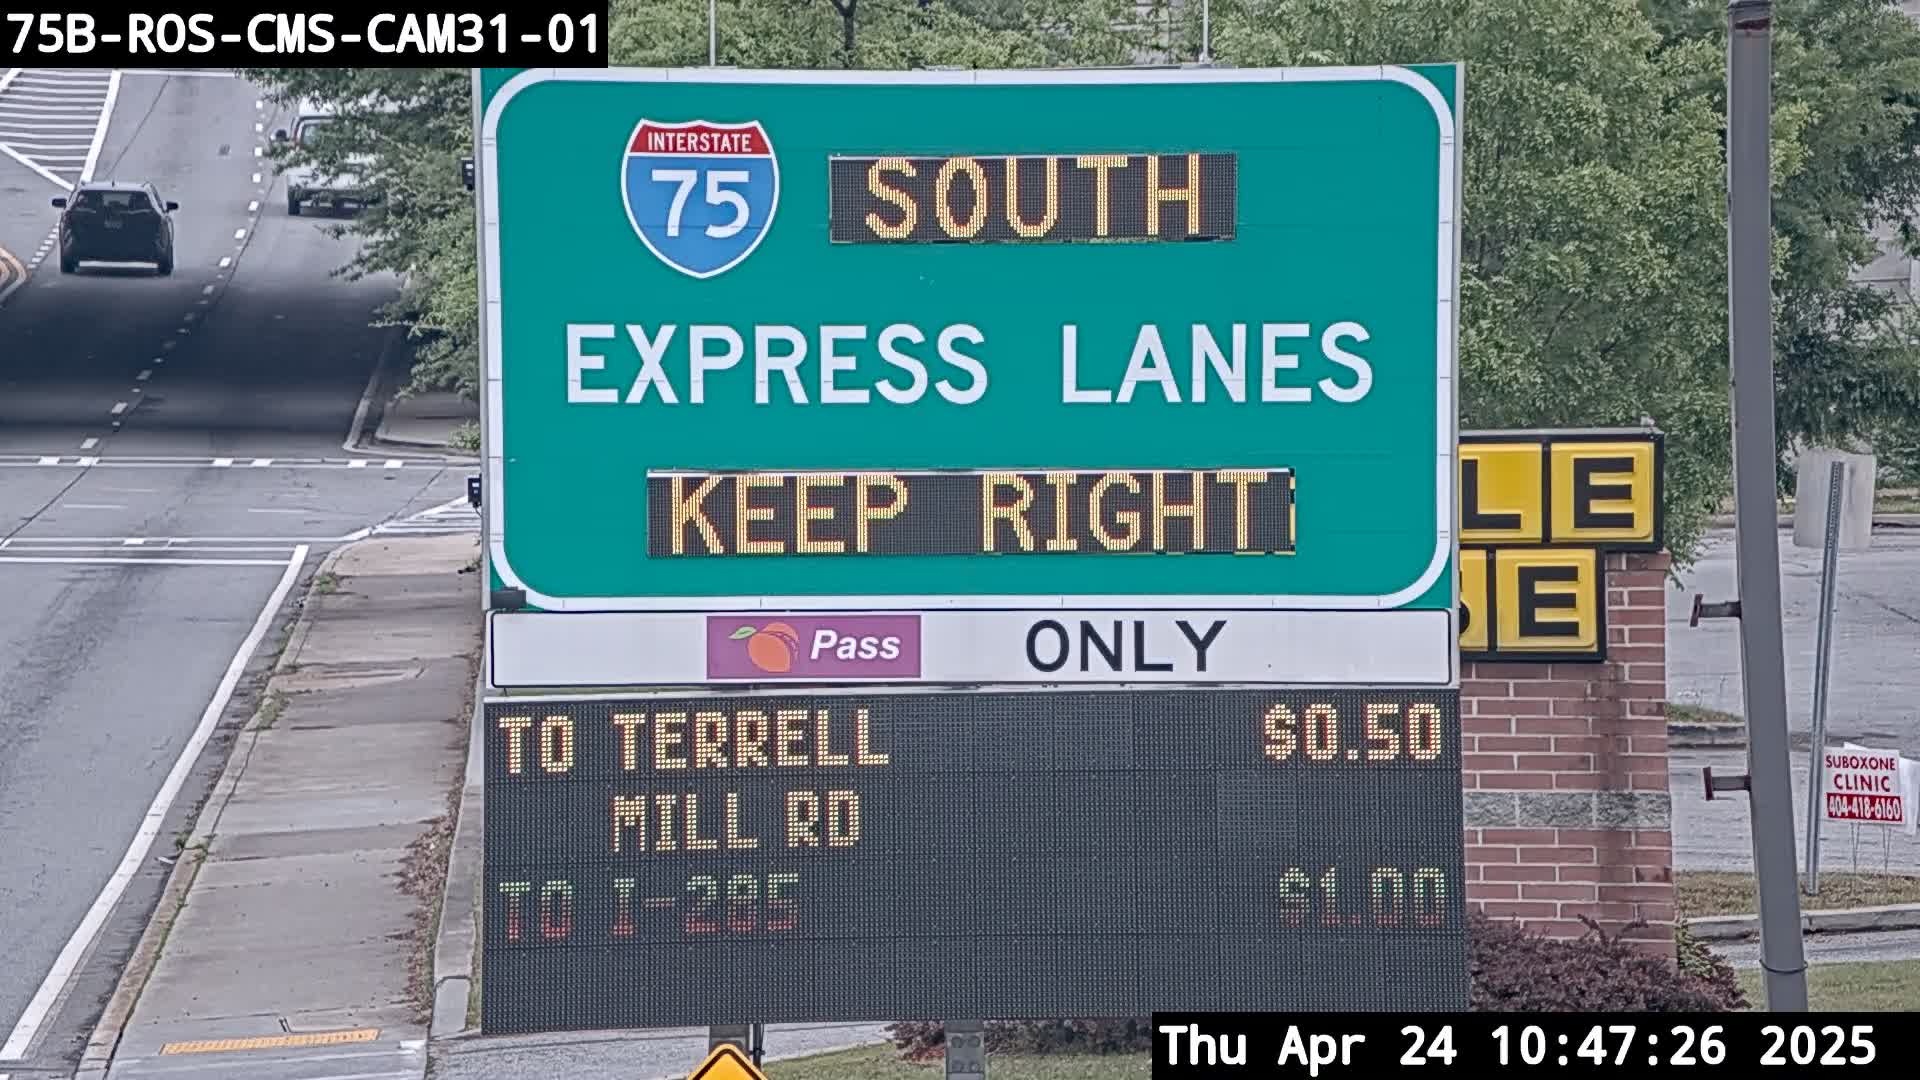 75B-ROS-CMS-CAM31-01
INTERSTATE
75
SOUTH
EXPRESS LANES
KEEP RIGHT
Pass ONLY
TO TERRELL $0.50
MILL RD
TO I-285 $1.00
LE
E
SUBOXONE
CLINIC
404-418-6160
Thu Apr 24 10:47:26 2025